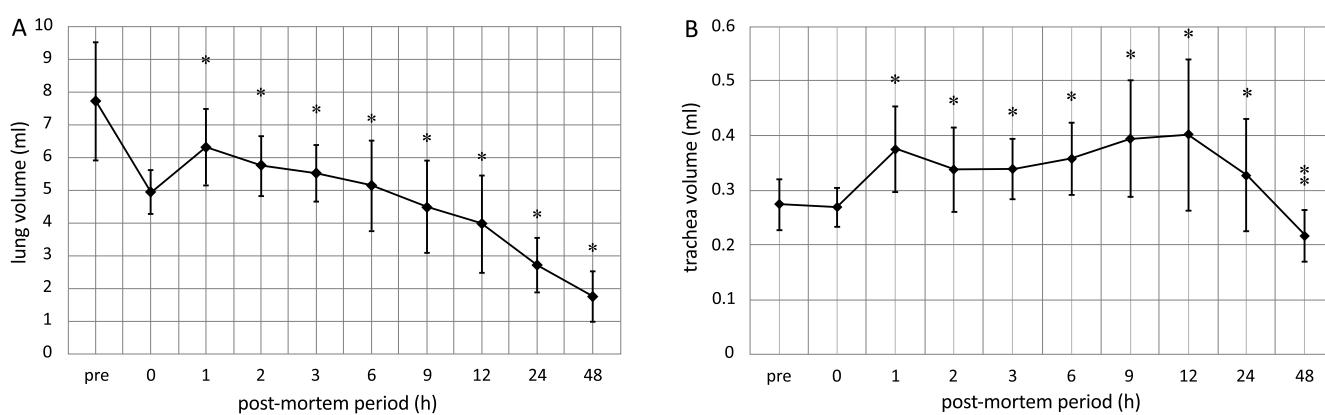 A
lung volume (ml)
10
9
8
7
6
5
4
3
2
1
0
* * * * * * * * *
pre 0 1 2 3 6 9 12 24 48
post-mortem period (h)
B
trachea volume (ml)
0.6
0.5
0.4
0.3
0.2
0.1
0
* * * * * * * * **
pre 0 1 2 3 6 9 12 24 48
post-mortem period (h)